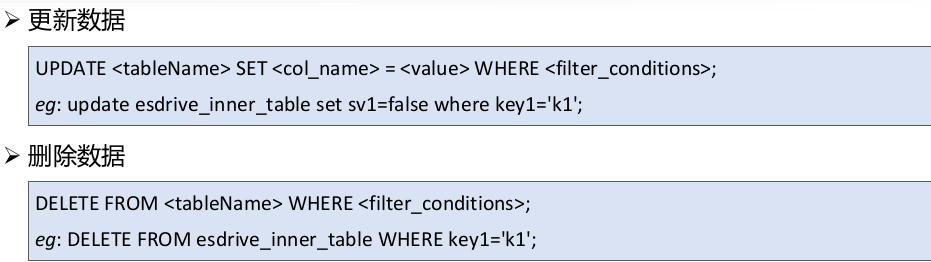 ➢ 更新数据
UPDATE <tableName> SET <col_name> = <value> WHERE <filter_conditions>;
eg: update esdrive_inner_table set sv1=false where key1='k1';
➢ 删除数据
DELETE FROM <tableName> WHERE <filter_conditions>;
eg: DELETE FROM esdrive_inner_table WHERE key1='k1';